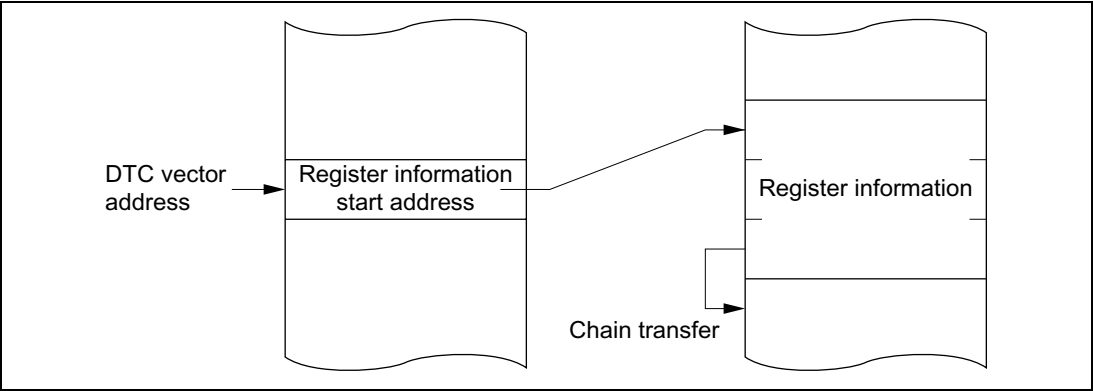 DTC vector
address
Register information
start address
Register information
Chain transfer